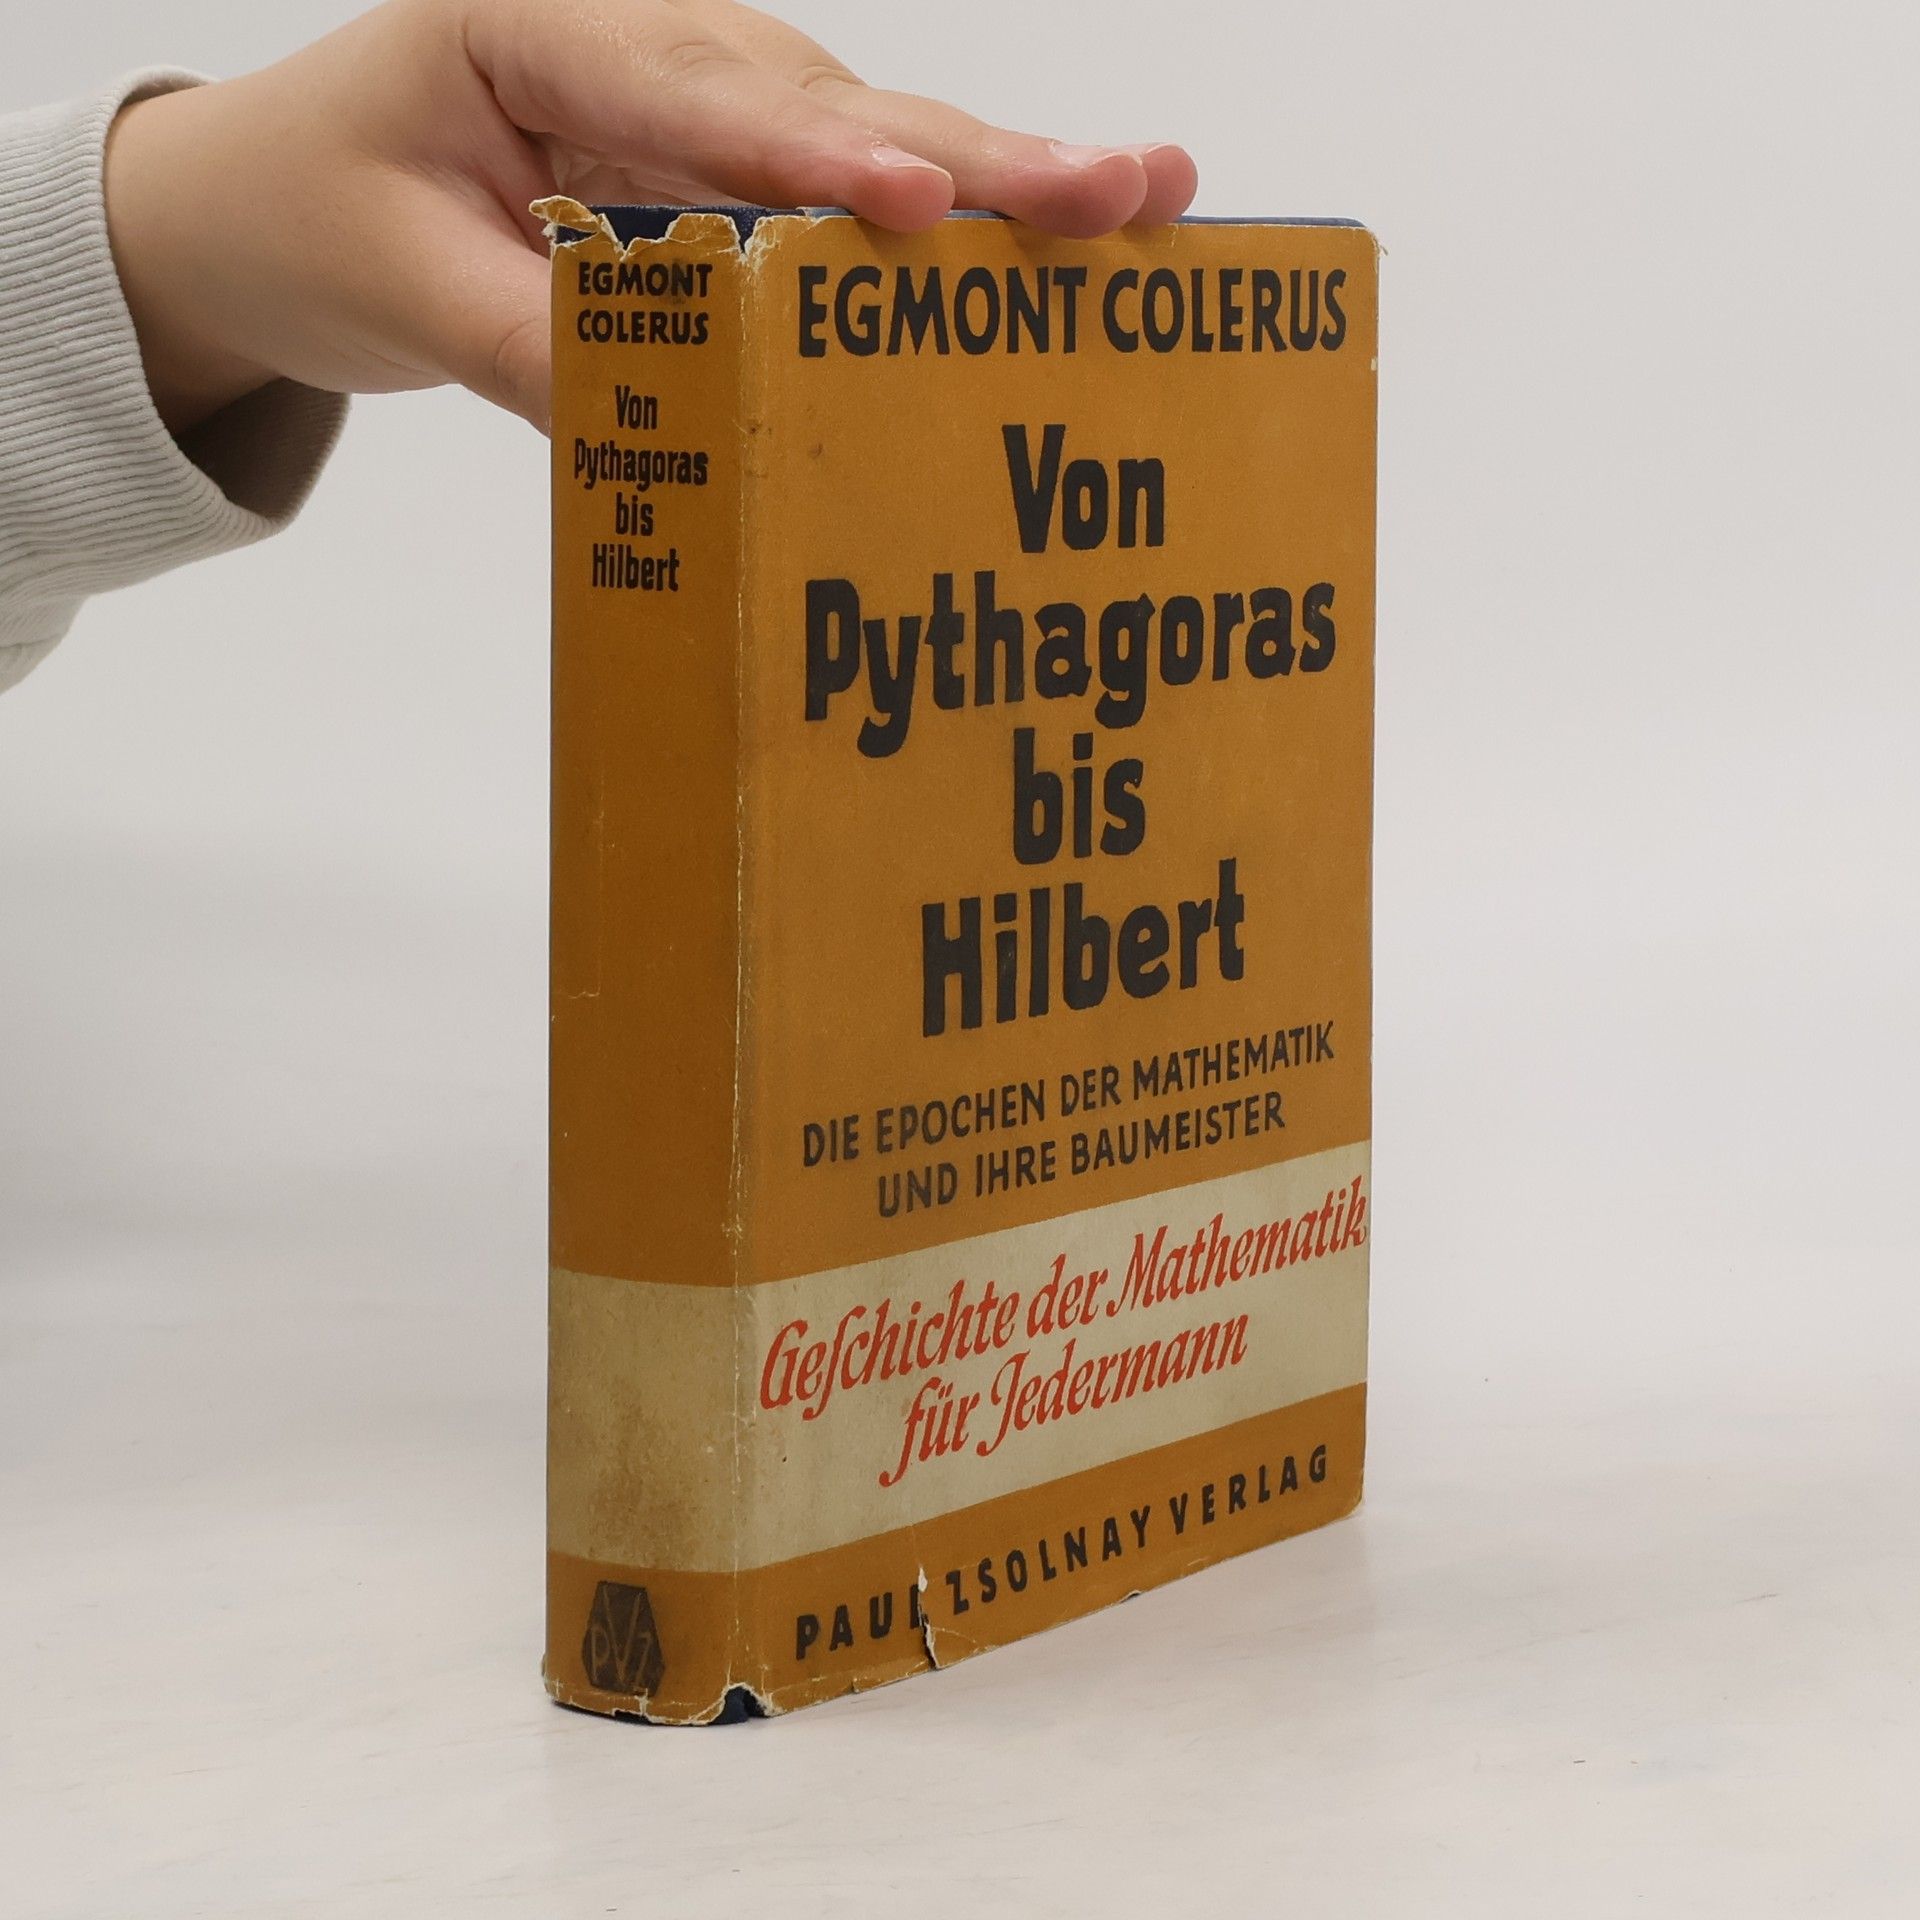 EGMONT
COLERUS
Von
Pythagoras
bis
Hilbert
PVZ
EGMONT COLERUS
Von
Pythagoras
bis
Hilbert
DIE EPOCHEN DER MATHEMATIK
UND IHRE BAUMEISTER
Geſchichte der Mathematik
für Jedermann
PAUL ZSOLNAY VERLAG